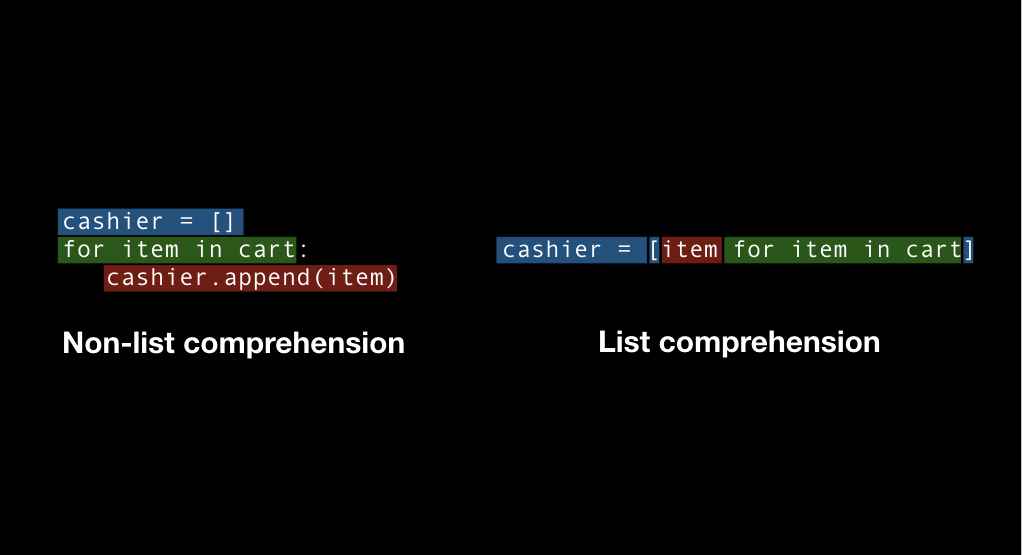 cashier = []
for item in cart:
    cashier.append(item)
Non-list comprehension
cashier = [item for item in cart]
List comprehension